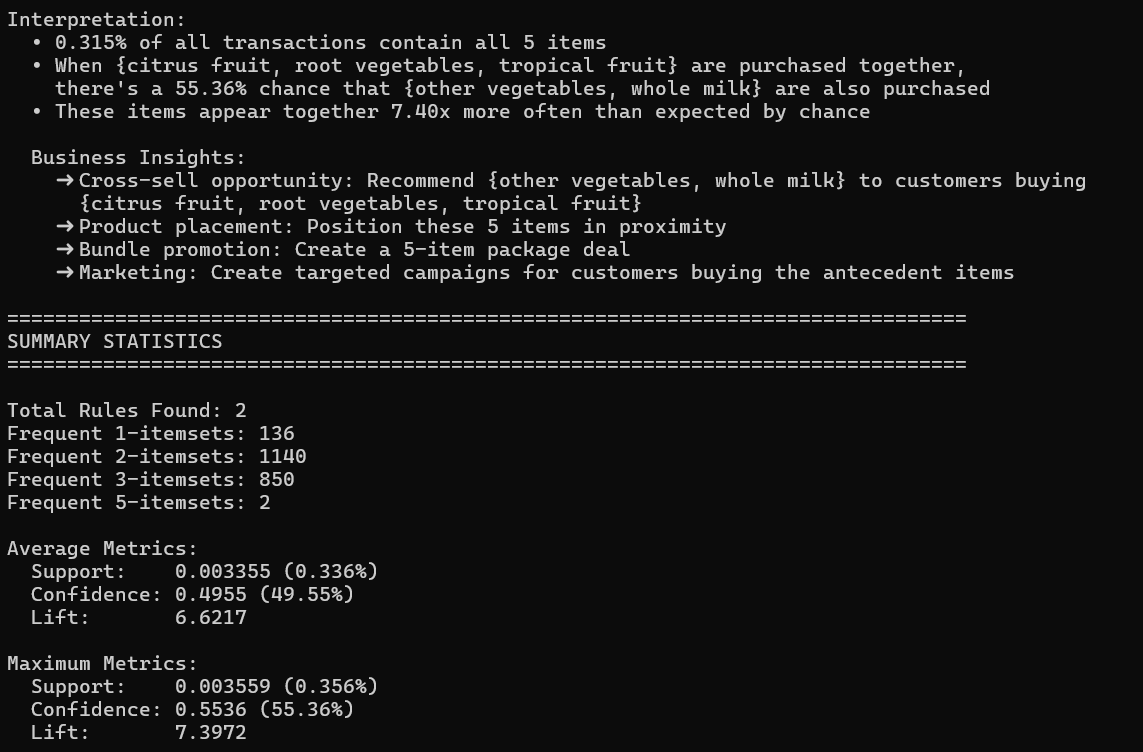 Interpretation:
• 0.315% of all transactions contain all 5 items
• When {citrus fruit, root vegetables, tropical fruit} are purchased together,
there's a 55.36% chance that {other vegetables, whole milk} are also purchased
• These items appear together 7.40x more often than expected by chance
Business Insights:
➔ Cross-sell opportunity: Recommend {other vegetables, whole milk} to customers buying
{citrus fruit, root vegetables, tropical fruit}
➔ Product placement: Position these 5 items in proximity
➔ Bundle promotion: Create a 5-item package deal
➔ Marketing: Create targeted campaigns for customers buying the antecedent items
================================================================================
SUMMARY STATISTICS
================================================================================
Total Rules Found: 2
Frequent 1-itemsets: 136
Frequent 2-itemsets: 1140
Frequent 3-itemsets: 850
Frequent 5-itemsets: 2
Average Metrics:
Support: 0.003355 (0.336%)
Confidence: 0.4955 (49.55%)
Lift: 6.6217
Maximum Metrics:
Support: 0.003559 (0.356%)
Confidence: 0.5536 (55.36%)
Lift: 7.3972